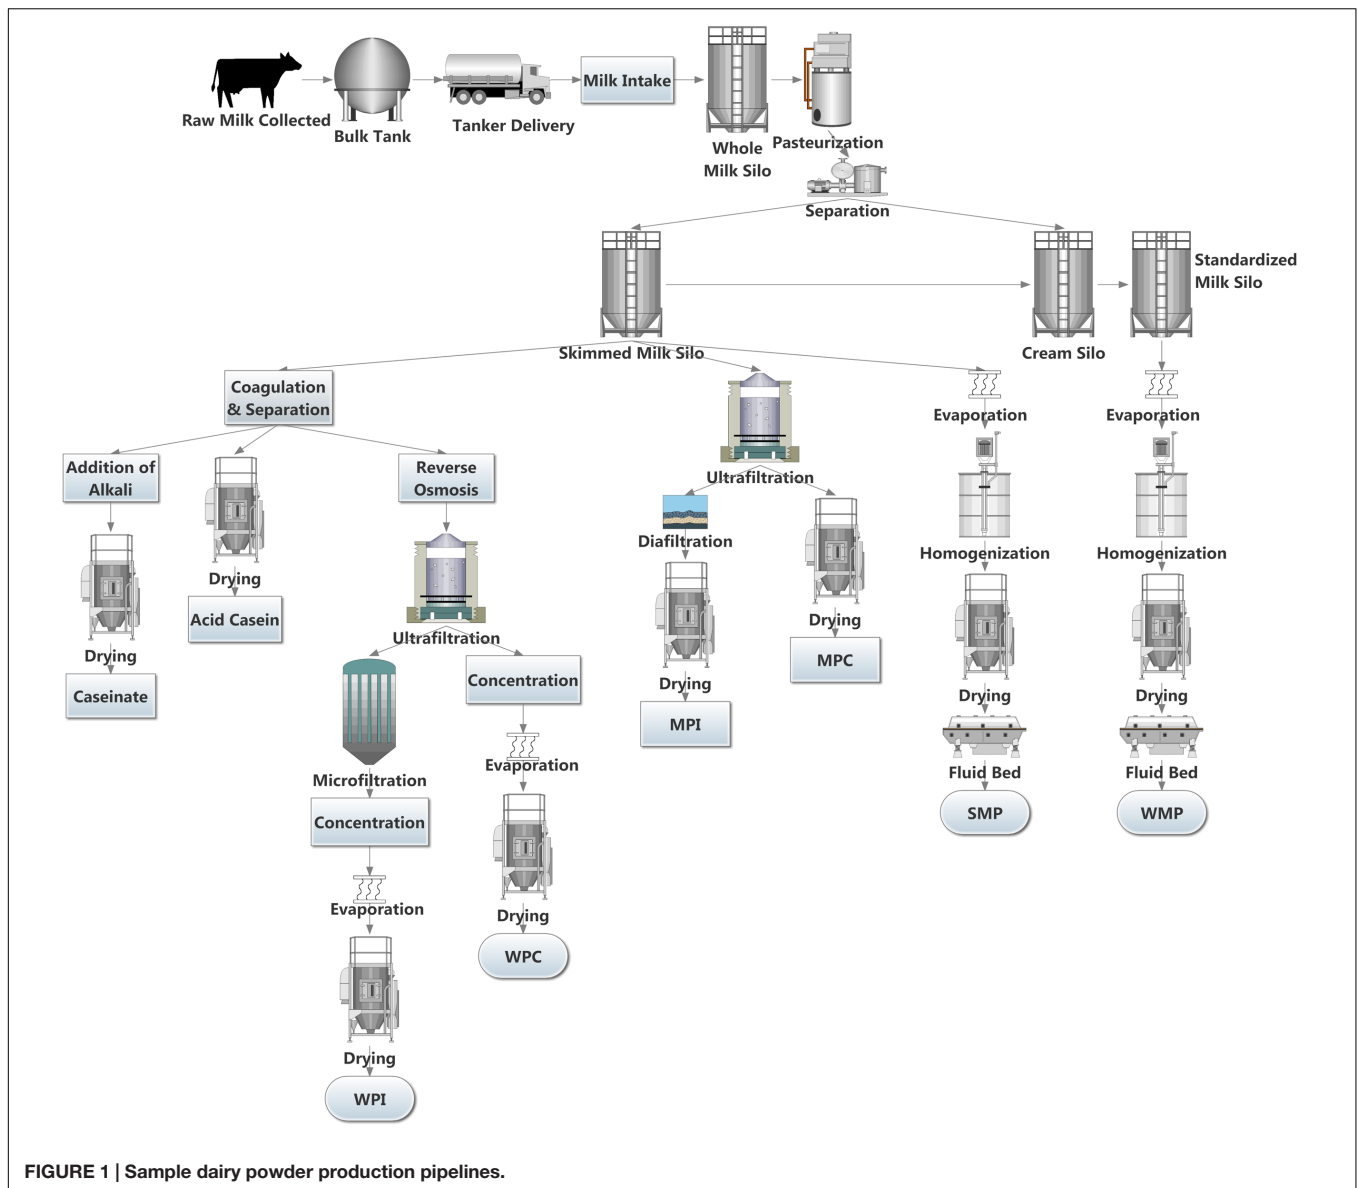 Raw Milk Collected
Bulk Tank
Tanker Delivery
Milk Intake
Whole
Milk Silo
Pasteurization
Separation
Standardized
Milk Silo
Skimmed Milk Silo
Cream Silo
Coagulation
& Separation
Evaporation
Evaporation
Addition of
Alkali
Reverse
Osmosis
Ultrafiltration
Diafiltration
Homogenization
Homogenization
Drying
Acid Casein
Drying
MPC
Ultrafiltration
Drying
Caseinate
Concentration
Drying
MPI
Drying
Drying
Microfiltration
Evaporation
Fluid Bed
Fluid Bed
Concentration
SMP
WMP
Evaporation
Drying
WPC
Drying
WPI
FIGURE 1 | Sample dairy powder production pipelines.